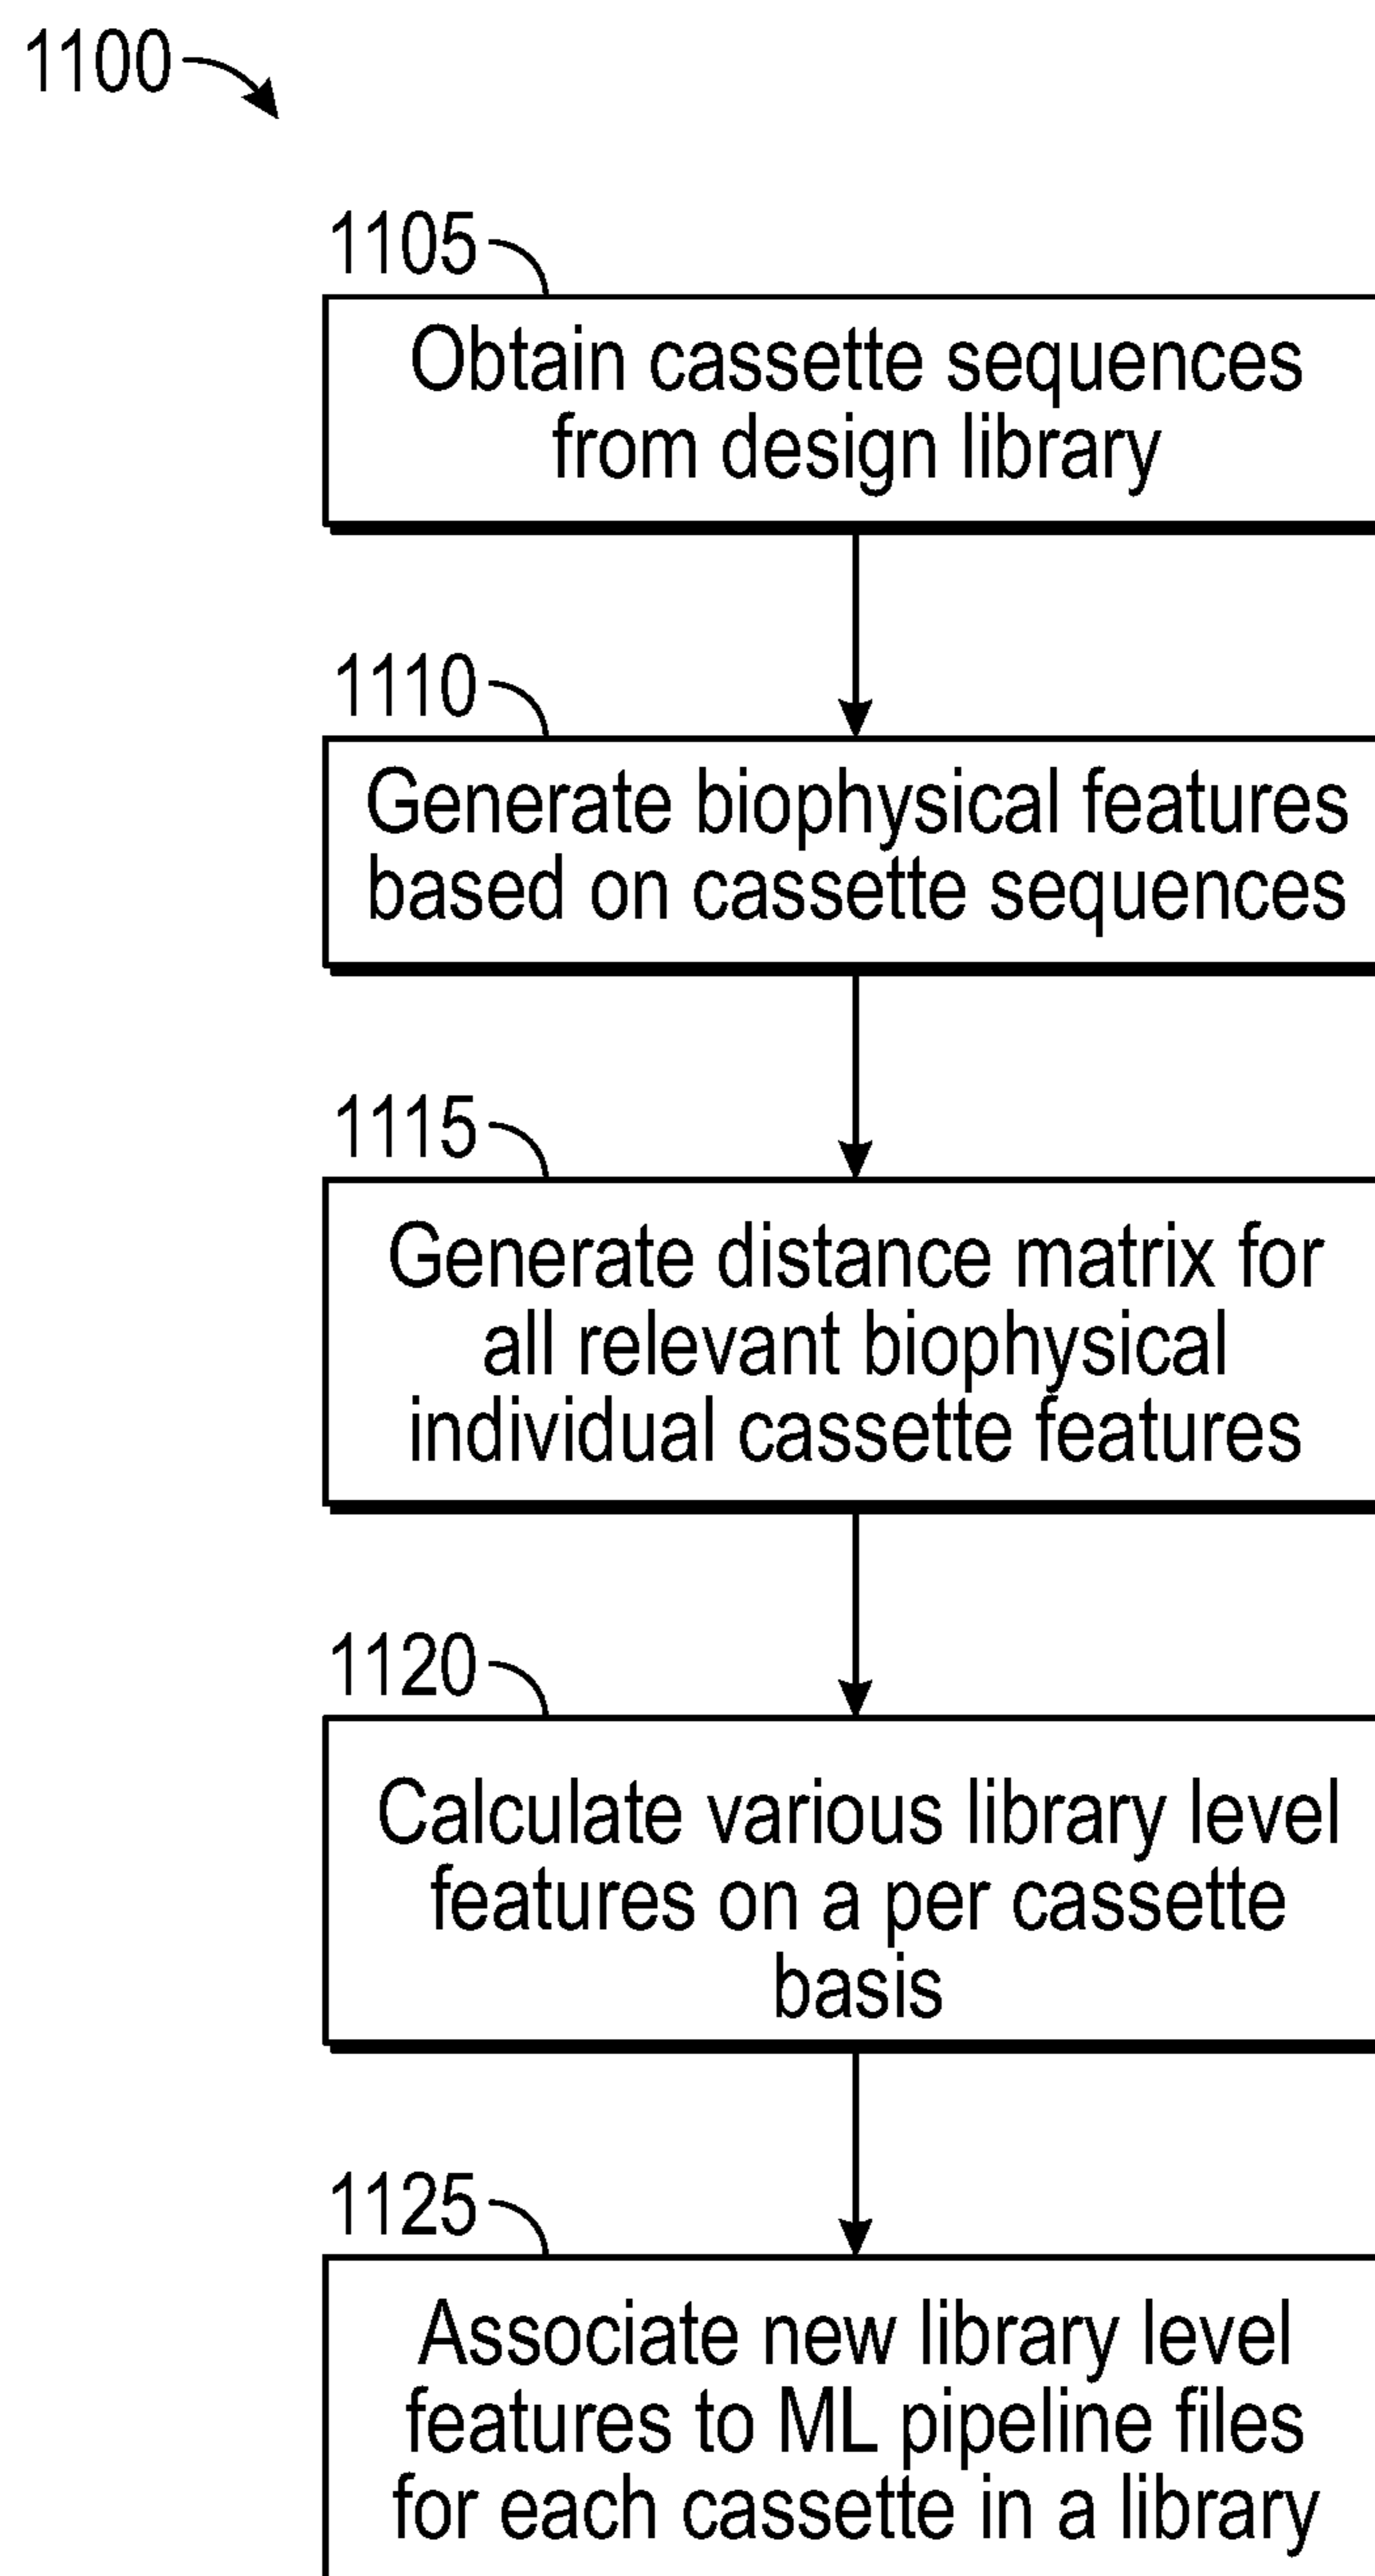 1100
1105
Obtain cassette sequences
from design library
1110
Generate biophysical features
based on cassette sequences
1115
Generate distance matrix for
all relevant biophysical
individual cassette features
1120
Calculate various library level
features on a per cassette
basis
1125
Associate new library level
features to ML pipeline files
for each cassette in a library